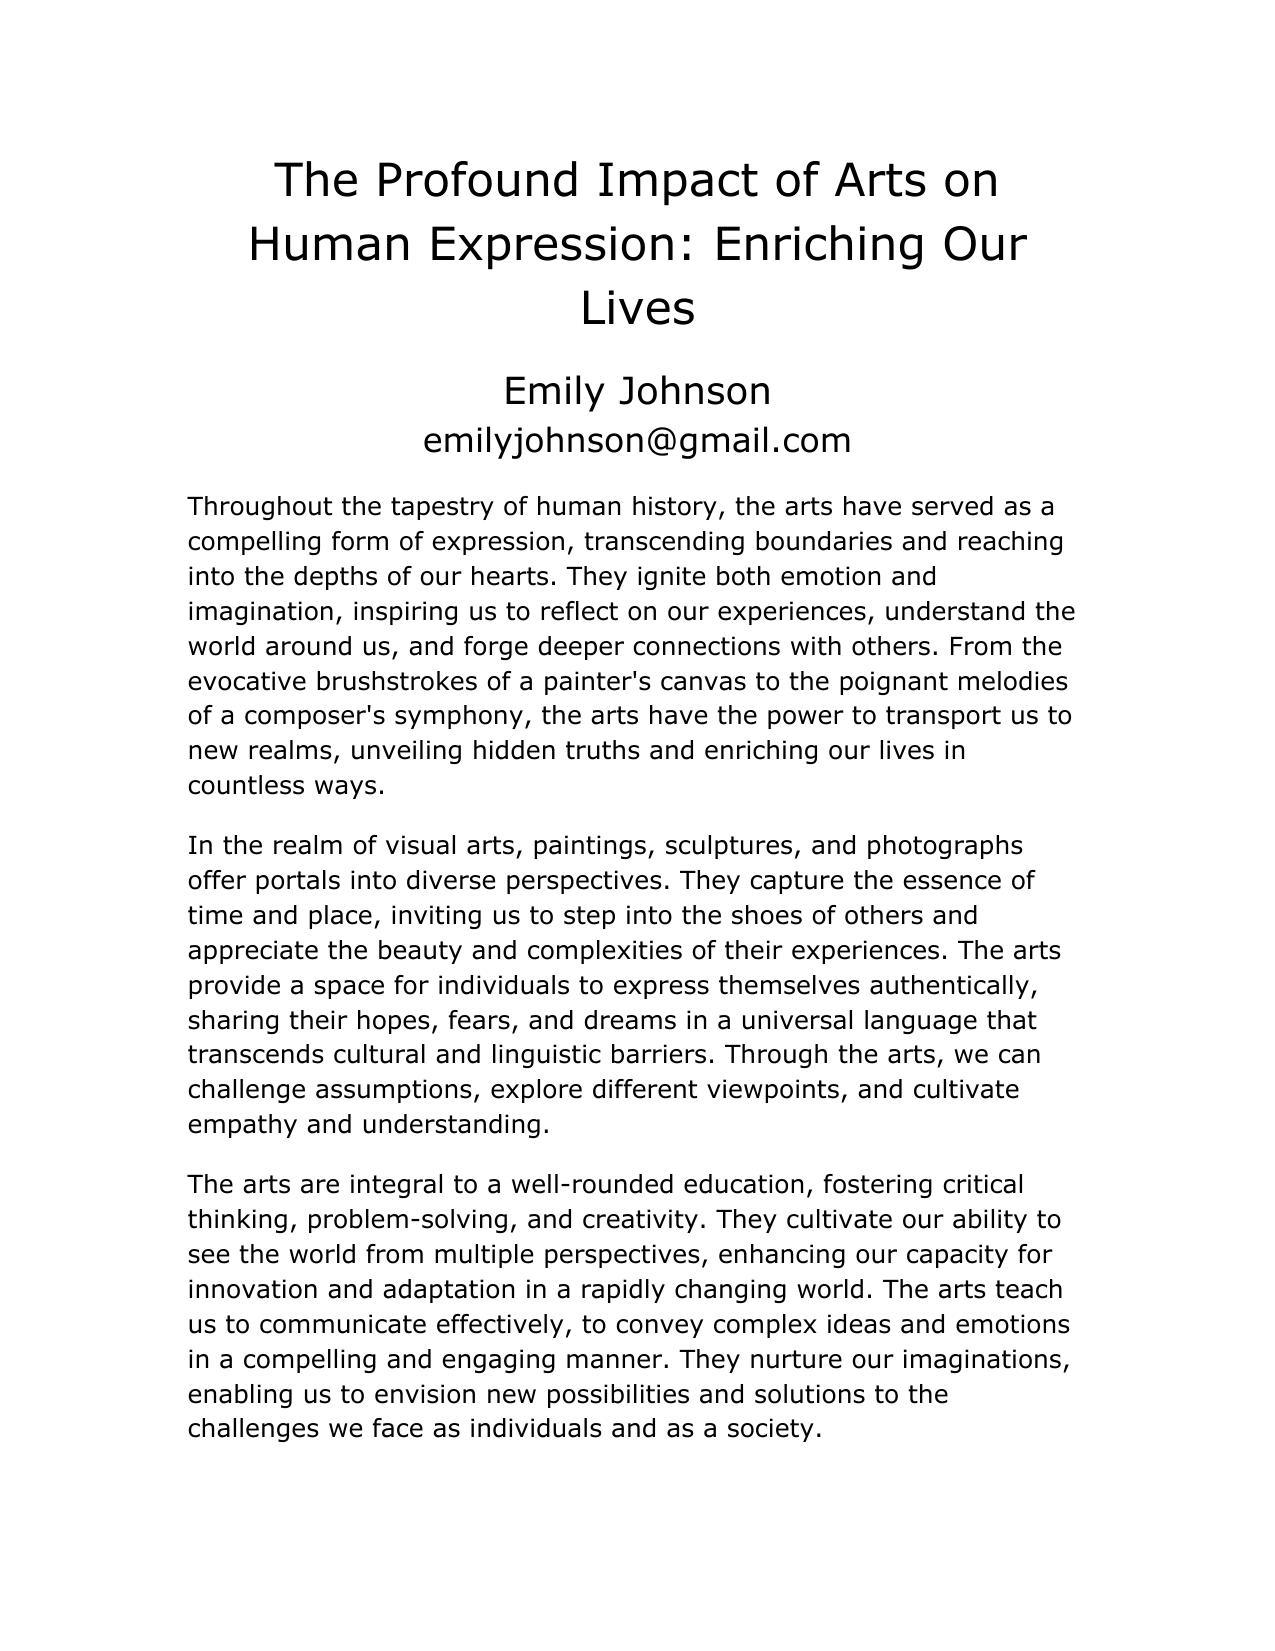 The Profound Impact of Arts on
Human Expression: Enriching Our
Lives
Emily Johnson
emilyjohnson@gmail.com
Throughout the tapestry of human history, the arts have served as a
compelling form of expression, transcending boundaries and reaching
into the depths of our hearts. They ignite both emotion and
imagination, inspiring us to reflect on our experiences, understand the
world around us, and forge deeper connections with others. From the
evocative brushstrokes of a painter's canvas to the poignant melodies
of a composer's symphony, the arts have the power to transport us to
new realms, unveiling hidden truths and enriching our lives in
countless ways.
In the realm of visual arts, paintings, sculptures, and photographs
offer portals into diverse perspectives. They capture the essence of
time and place, inviting us to step into the shoes of others and
appreciate the beauty and complexities of their experiences. The arts
provide a space for individuals to express themselves authentically,
sharing their hopes, fears, and dreams in a universal language that
transcends cultural and linguistic barriers. Through the arts, we can
challenge assumptions, explore different viewpoints, and cultivate
empathy and understanding.
The arts are integral to a well-rounded education, fostering critical
thinking, problem-solving, and creativity. They cultivate our ability to
see the world from multiple perspectives, enhancing our capacity for
innovation and adaptation in a rapidly changing world. The arts teach
us to communicate effectively, to convey complex ideas and emotions
in a compelling and engaging manner. They nurture our imaginations,
enabling us to envision new possibilities and solutions to the
challenges we face as individuals and as a society.